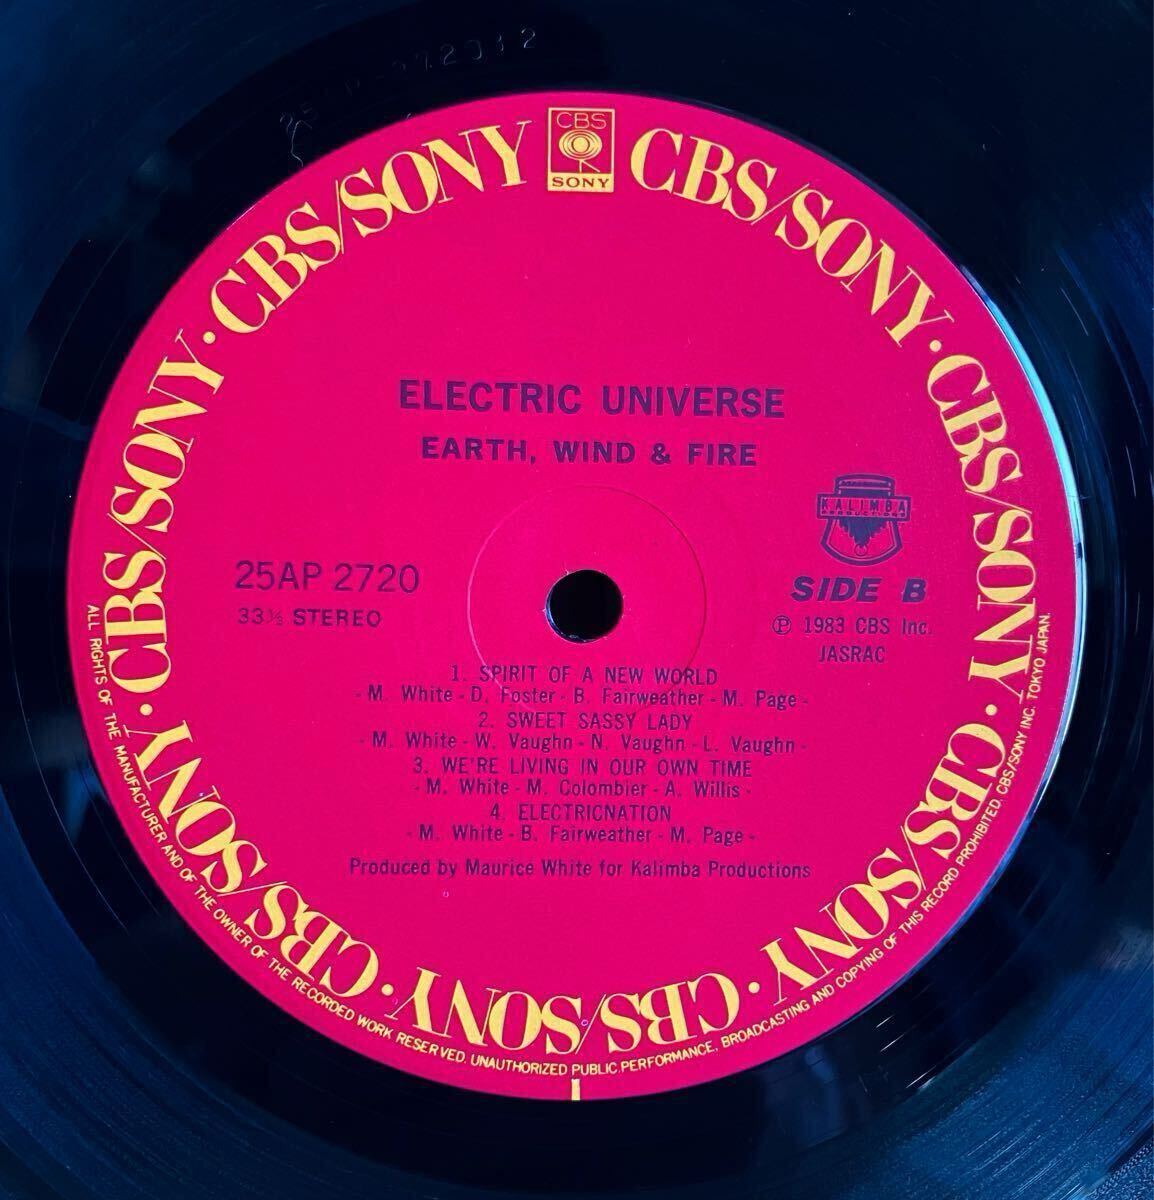 CBS
SONY
CBS/SONY · CBS/SONY · CBS/SONY · CBS/SONY · CBS/SONY · CBS/SONY · CBS/SONY · CBS/SONY · CBS/SONY
ELECTRIC UNIVERSE
EARTH, WIND & FIRE
KALIMBA
PRODUCTIONS
25AP 2720
SIDE B
33⅓ STEREO
Ⓟ 1983 CBS Inc.
JASRAC
1. SPIRIT OF A NEW WORLD
- M. White - D. Foster - B. Fairweather - M. Page -
2. SWEET SASSY LADY
- M. White - W. Vaughn - N. Vaughn - L. Vaughn -
3. WE'RE LIVING IN OUR OWN TIME
- M. White - M. Colombier - A. Willis -
4. ELECTRICNATION
- M. White - B. Fairweather - M. Page -
Produced by Maurice White for Kalimba Productions
ALL RIGHTS OF THE MANUFACTURER AND OF THE OWNER OF THE RECORDED WORK RESERVED. UNAUTHORIZED PUBLIC PERFORMANCE, BROADCASTING AND COPYING OF THIS RECORD PROHIBITED. CBS/SONY INC. TOKYO JAPAN.